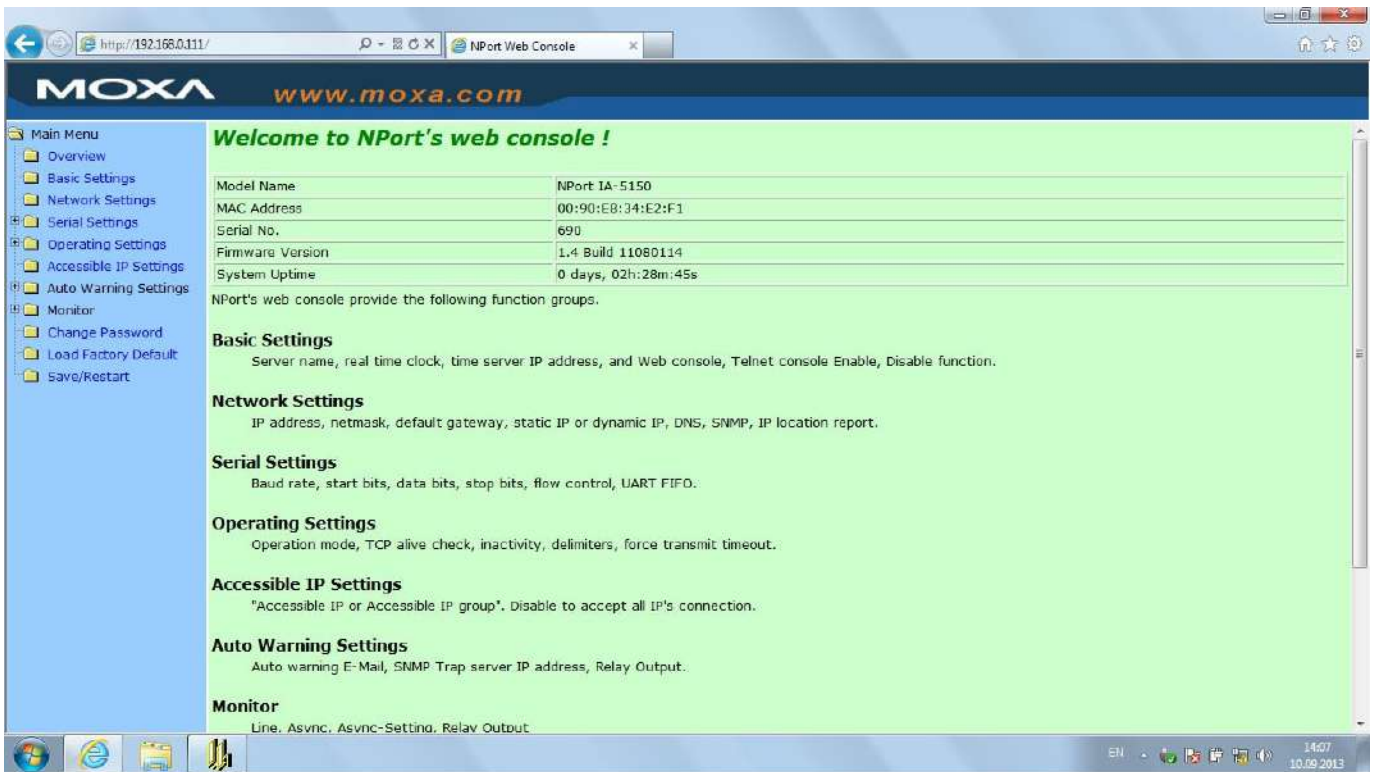 http://192.168.0.111/
NPort Web Console
MOXA www.moxa.com
Main Menu
Overview
Basic Settings
Network Settings
Serial Settings
Operating Settings
Accessible IP Settings
Auto Warning Settings
Monitor
Change Password
Load Factory Default
Save/Restart
Welcome to NPort's web console !
Model Name NPort IA-5150
MAC Address 00:90:E8:34:E2:F1
Serial No. 690
Firmware Version 1.4 Build 11080114
System Uptime 0 days, 02h:28m:45s
NPort's web console provide the following function groups.
Basic Settings
Server name, real time clock, time server IP address, and Web console, Telnet console Enable, Disable function.
Network Settings
IP address, netmask, default gateway, static IP or dynamic IP, DNS, SNMP, IP location report.
Serial Settings
Baud rate, start bits, data bits, stop bits, flow control, UART FIFO.
Operating Settings
Operation mode, TCP alive check, inactivity, delimiters, force transmit timeout.
Accessible IP Settings
"Accessible IP or Accessible IP group". Disable to accept all IP's connection.
Auto Warning Settings
Auto warning E-Mail, SNMP Trap server IP address, Relay Output.
Monitor
Line, Async, Async-Setting, Relay Output
EN
14:07
10.09.2013